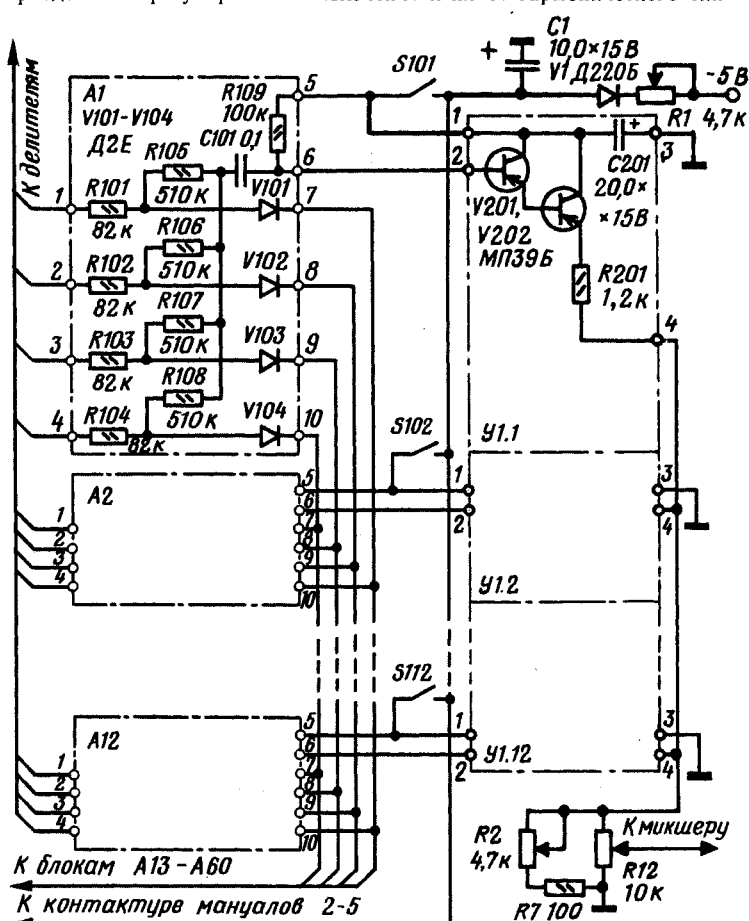 К делителям
A1
V101-V104
Д2Е
R109
100к
C101 0,1
R105
510к
R101
82к
R106
510к
R102
82к
R107
510к
R103
82к
R108
510к
R104
82к
V101
V102
V103
V104
1
2
3
4
5
6
7
8
9
10
S101
C1
10,0×15В
V1 Д220Б
+
-5В
R1 4,7к
1
2
3
+
C201
20,0×
×15В
V201,
V202
МП39Б
R201
1,2к
4
У1.1
A2
1
2
3
4
5
6
7
8
9
10
S102
1
2
3
4
У1.2
A12
1
2
3
4
5
6
7
8
9
10
S112
1
2
3
4
У1.12
R2
4,7к
К микшеру
R12
10к
R7 100
К блокам A13-A60
К контактуре мануалов 2-5